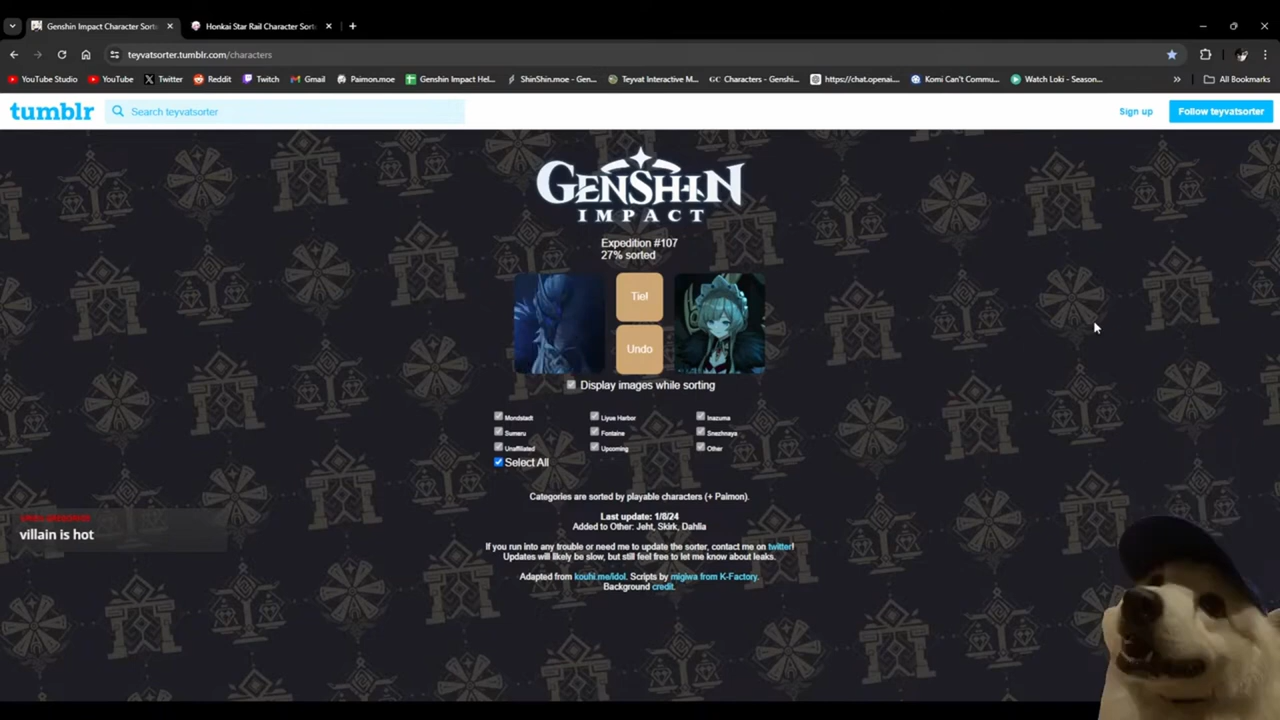 Genshin Impact Character Sort
Honkai Star Rail Character Sort
teyvatsorter.tumblr.com/characters
YouTube Studio
YouTube
Twitter
Reddit
Twitch
Gmail
Paimon.moe
Genshin Impact Hel...
ShinShin.moe - Gen...
Teyvat Interactive M...
GC Characters - Genshi...
https://chat.openai...
Komi Can't Commu...
Watch Loki - Season...
All Bookmarks
tumblr
Search teyvatsorter
Sign up
Follow teyvatsorter
GENSHIN
IMPACT
Expedition #107
27% sorted
Tie!
Undo
Display images while sorting
Mondstadt
Liyue Harbor
Inazuma
Sumeru
Fontaine
Snezhnaya
Unaffiliated
Upcoming
Other
Select All
Categories are sorted by playable characters (+ Paimon).
Last update: 1/8/24
Added to Other: Jeht, Skirk, Dahlia
If you run into any trouble or need me to update the sorter, contact me on twitter!
Updates will likely be slow, but still feel free to let me know about leaks.
Adapted from kouhi.me/idol. Scripts by migiwa from K-Factory.
Background credit.
villain is hot